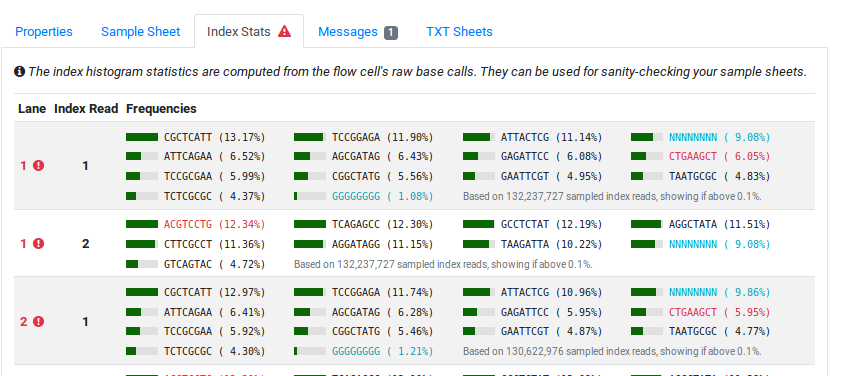 Properties Sample Sheet Index Stats Messages 1 TXT Sheets
The index histogram statistics are computed from the flow cell's raw base calls. They can be used for sanity-checking your sample sheets.
Lane Index Read Frequencies
CGCTCATT (13.17%) TCCGGAGA (11.90%) ATTACTCG (11.14%) NNNNNNNN ( 9.08%)
1 1 ATTCAGAA ( 6.52%) AGCGATAG ( 6.43%) GAGATTCC ( 6.08%) CTGAAGCT ( 6.05%)
TCCGCGAA ( 5.99%) CGGCTATG ( 5.56%) GAATTCGT ( 4.95%) TAATGCGC ( 4.83%)
TCTCGCGC ( 4.37%) GGGGGGGG ( 1.08%) Based on 132,237,727 sampled index reads, showing if above 0.1%.
ACGTCCTG (12.34%) TCAGAGCC (12.30%) GCCTCTAT (12.19%) AGGCTATA (11.51%)
1 2 CTTCGCCT (11.36%) AGGATAGG (11.15%) TAAGATTA (10.22%) NNNNNNNN ( 9.08%)
GTCAGTAC ( 4.72%) Based on 132,237,727 sampled index reads, showing if above 0.1%.
CGCTCATT (12.97%) TCCGGAGA (11.74%) ATTACTCG (10.96%) NNNNNNNN ( 9.86%)
2 1 ATTCAGAA ( 6.41%) AGCGATAG ( 6.28%) GAGATTCC ( 5.95%) CTGAAGCT ( 5.95%)
TCCGCGAA ( 5.92%) CGGCTATG ( 5.46%) GAATTCGT ( 4.87%) TAATGCGC ( 4.77%)
TCTCGCGC ( 4.30%) GGGGGGGG ( 1.21%) Based on 130,622,976 sampled index reads, showing if above 0.1%.